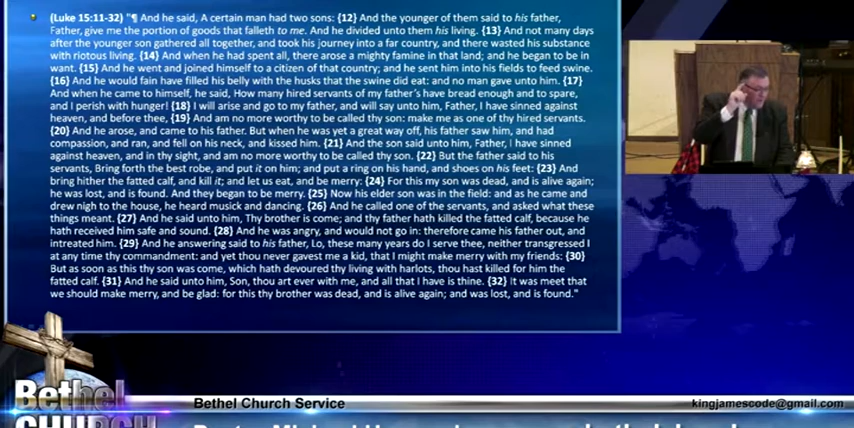 (Luke 15:11-32) "¶ And he said, A certain man had two sons: {12} And the younger of them said to his father,
Father, give me the portion of goods that falleth to me. And he divided unto them his living. {13} And not many
days after the younger son gathered all together, and took his journey into a far country, and there wasted his substance
with riotous living. {14} And when he had spent all, there arose a mighty famine in that land; and he began to be in
want. {15} And he went and joined himself to a citizen of that country; and he sent him into his fields to feed swine.
{16} And he would fain have filled his belly with the husks that the swine did eat: and no man gave unto him. {17}
And when he came to himself, he said, How many hired servants of my father's have bread enough and to spare,
and I perish with hunger! {18} I will arise and go to my father, and will say unto him, Father, I have sinned against
heaven, and before thee, {19} And am no more worthy to be called thy son: make me as one of thy hired servants.
{20} And he arose, and came to his father. But when he was yet a great way off, his father saw him, and had
compassion, and ran, and fell on his neck, and kissed him. {21} And the son said unto him, Father, I have sinned
against heaven, and in thy sight, and am no more worthy to be called thy son. {22} But the father said to his
servants, Bring forth the best robe, and put it on him; and put a ring on his hand, and shoes on his feet: {23} And
bring hither the fatted calf, and kill it; and let us eat, and be merry: {24} For this my son was dead, and is alive again;
he was lost, and is found. And they began to be merry. {25} Now his elder son was in the field: and as he came and
drew nigh to the house, he heard musick and dancing. {26} And he called one of the servants, and asked what these
things meant. {27} And he said unto him, Thy brother is come; and thy father hath killed the fatted calf, because he
hath received him safe and sound. {28} And he was angry, and would not go in: therefore came his father out, and
intreated him. {29} And he answering said to his father, Lo, these many years do I serve thee, neither transgressed I
at any time thy commandment: and yet thou never gavest me a kid, that I might make merry with my friends: {30}
But as soon as this thy son was come, which hath devoured thy living with harlots, thou hast killed for him the
fatted calf. {31} And he said unto him, Son, thou art ever with me, and all that I have is thine. {32} It was meet that
we should make merry, and be glad: for this thy brother was dead, and is alive again; and was lost, and is found."
Bethel
CHURCH
Bethel Church Service
kingjamescode@gmail.com